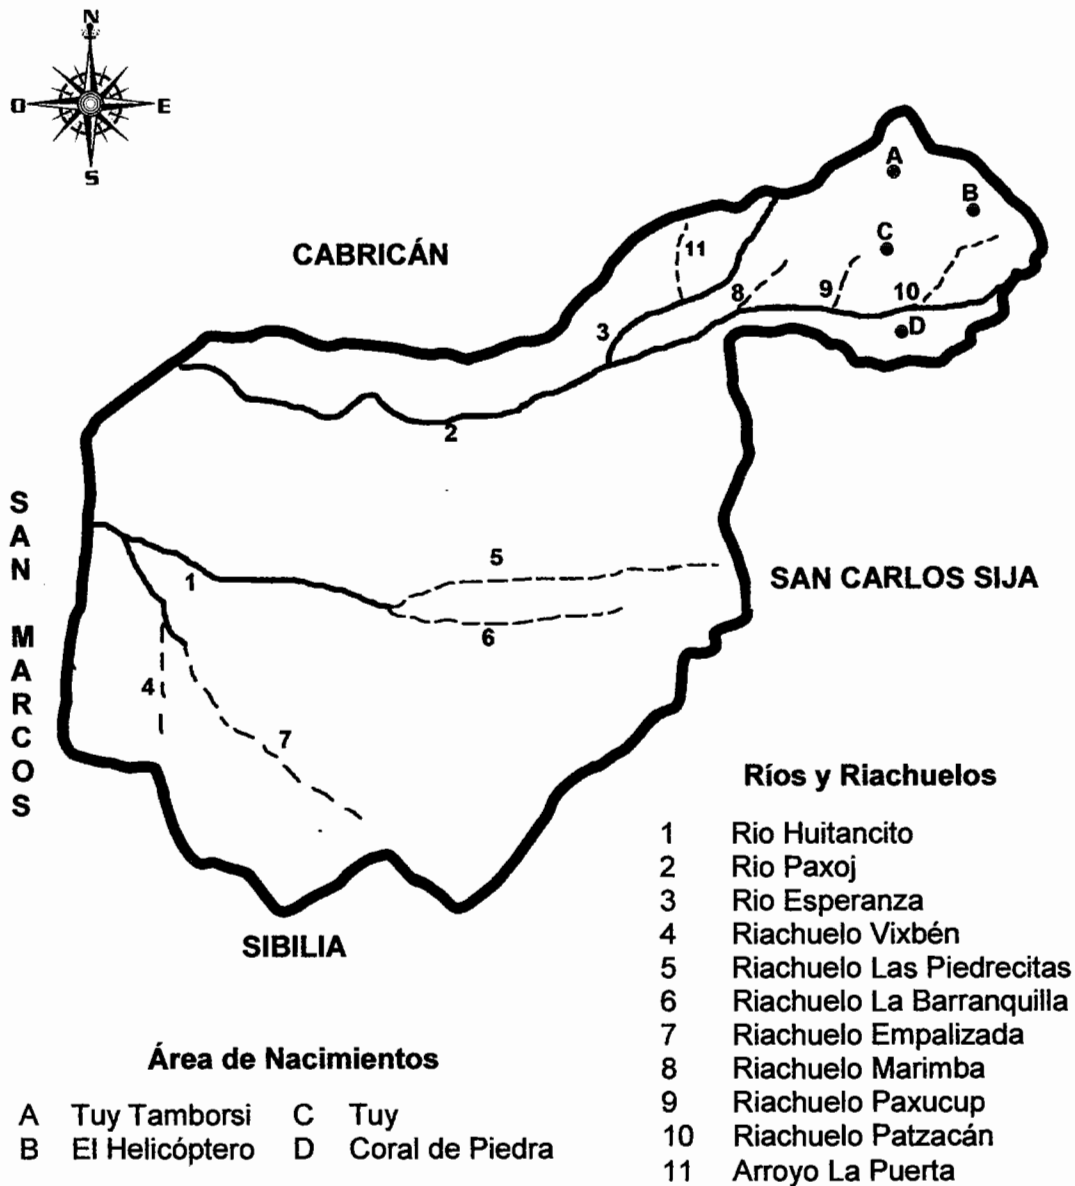 N
O E
S
CABRICÁN
A
B
C
11
8
9
10
D
3
2
SAN MARCOS
1
5
SAN CARLOS SIJA
6
4
7
SIBILIA
Ríos y Riachuelos
1 Rio Huitancito
2 Rio Paxoj
3 Rio Esperanza
4 Riachuelo Vixbén
5 Riachuelo Las Piedrecitas
6 Riachuelo La Barranquilla
7 Riachuelo Empalizada
8 Riachuelo Marimba
9 Riachuelo Paxucup
10 Riachuelo Patzacán
11 Arroyo La Puerta
Área de Nacimientos
A Tuy Tamborsi C Tuy
B El Helicóptero D Coral de Piedra